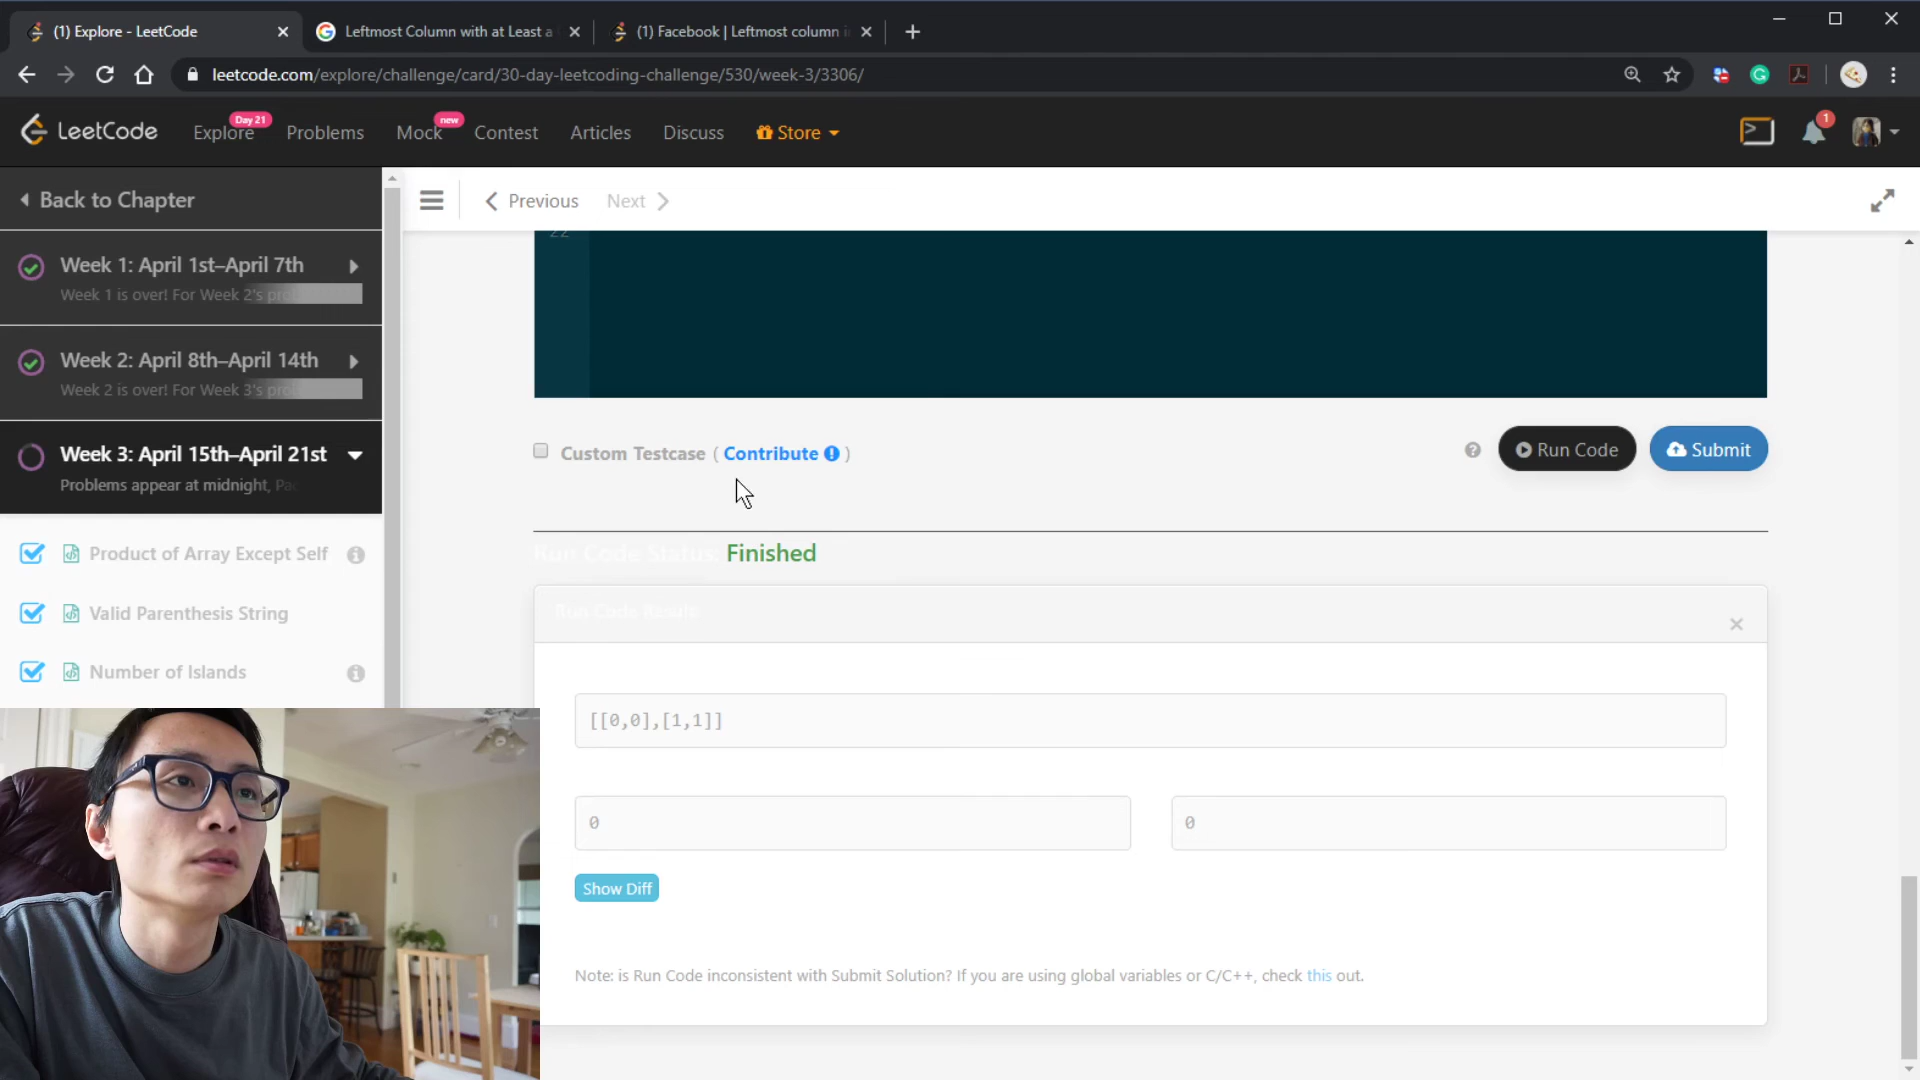 (1) Explore - LeetCode
Leftmost Column with at Least a
(1) Facebook | Leftmost column i
leetcode.com/explore/challenge/card/30-day-leetcoding-challenge/530/week-3/3306/
LeetCode
Explore
Day 21
Problems
Mock
new
Contest
Articles
Discuss
Store
1
Back to Chapter
Previous
Next
Week 1: April 1st–April 7th
Week 1 is over! For Week 2's pro
Week 2: April 8th–April 14th
Week 2 is over! For Week 3's pro
Week 3: April 15th–April 21st
Problems appear at midnight, Pac
Product of Array Except Self
Valid Parenthesis String
Number of Islands
22
Custom Testcase ( Contribute )
Run Code
Submit
Run Code Status: Finished
Run Code Result
[[0,0],[1,1]]
0
0
Show Diff
Note: is Run Code inconsistent with Submit Solution? If you are using global variables or C/C++, check this out.